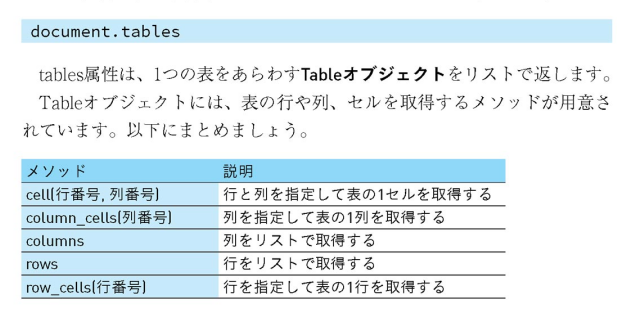 document.tables
tables属性は、1つの表をあらわすTableオブジェクトをリストで返します。
Tableオブジェクトには、表の行や列、セルを取得するメソッドが用意さ
れています。以下にまとめましょう。
メソッド 説明
cell(行番号, 列番号) 行と列を指定して表の1セルを取得する
column_cells(列番号) 列を指定して表の1列を取得する
columns 列をリストで取得する
rows 行をリストで取得する
row_cells(行番号) 行を指定して表の1行を取得する